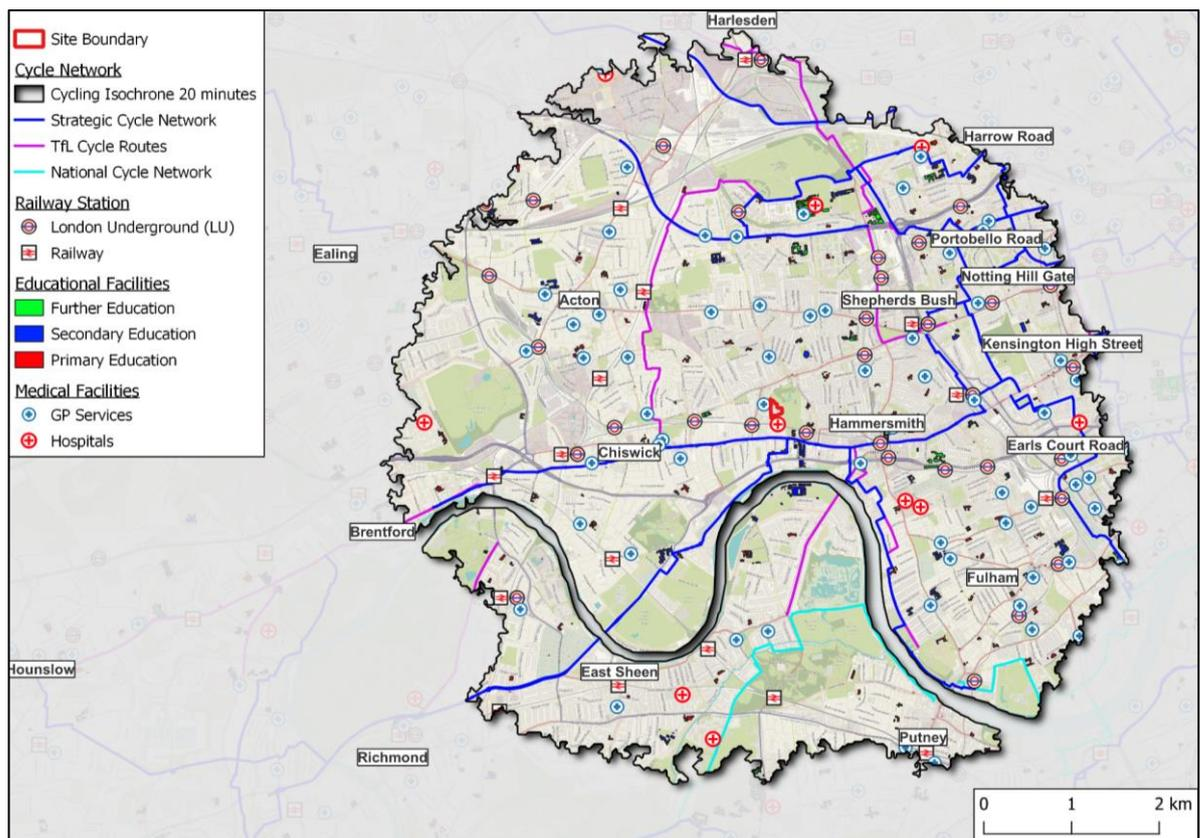 Site Boundary
Cycle Network
Cycling Isochrone 20 minutes
Strategic Cycle Network
TfL Cycle Routes
National Cycle Network
Railway Station
London Underground (LU)
Railway
Educational Facilities
Further Education
Secondary Education
Primary Education
Medical Facilities
GP Services
Hospitals
Harlesden
Harrow Road
Ealing
Portobello Road
Notting Hill Gate
Acton
Shepherds Bush
Kensington High Street
Hammersmith
Chiswick
Earls Court Road
Brentford
Fulham
Hounslow
East Sheen
Putney
Richmond
0 1 2 km